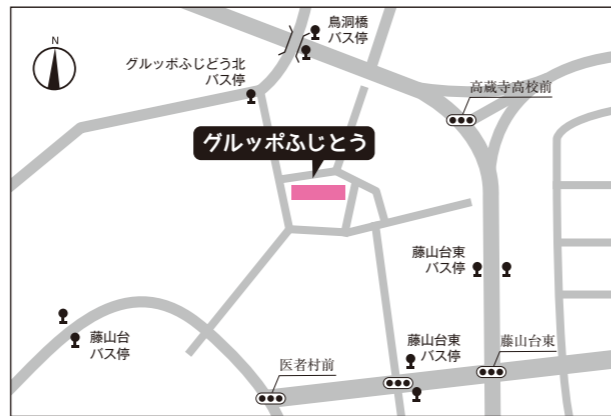 鳥洞橋
バス停
N
グルッポふじどう北
バス停
高蔵寺高校前
グルッポふじとう
藤山台東
バス停
藤山台
バス停
藤山台東
バス停
藤山台東
医者村前